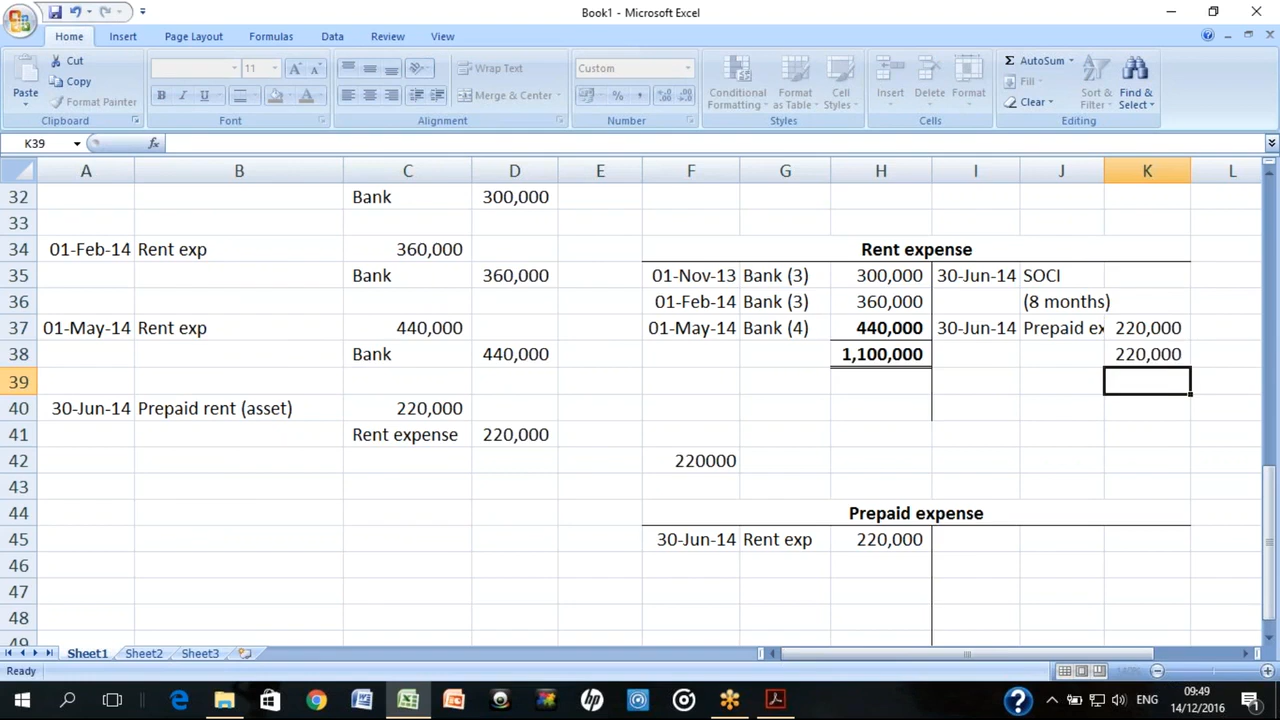 Book1 - Microsoft Excel
Home Insert Page Layout Formulas Data Review View
Paste
Cut
Copy
Format Painter
Clipboard
11
Font
Wrap Text
Merge & Center
Alignment
Custom
Number
Conditional Formatting
Format as Table
Cell Styles
Styles
Insert Delete Format
Cells
AutoSum
Fill
Clear
Sort & Filter
Find & Select
Editing
K39
A B C D E F G H I J K L
32 Bank 300,000
33
34 01-Feb-14 Rent exp 360,000 Rent expense
35 Bank 360,000 01-Nov-13 Bank (3) 300,000 30-Jun-14 SOCI
36 01-Feb-14 Bank (3) 360,000 (8 months)
37 01-May-14 Rent exp 440,000 01-May-14 Bank (4) 440,000 30-Jun-14 Prepaid ex 220,000
38 Bank 440,000 1,100,000 220,000
39
40 30-Jun-14 Prepaid rent (asset) 220,000
41 Rent expense 220,000
42 220000
43
44 Prepaid expense
45 30-Jun-14 Rent exp 220,000
46
47
48
49
Sheet1 Sheet2 Sheet3
Ready
ENG
09:49
14/12/2016